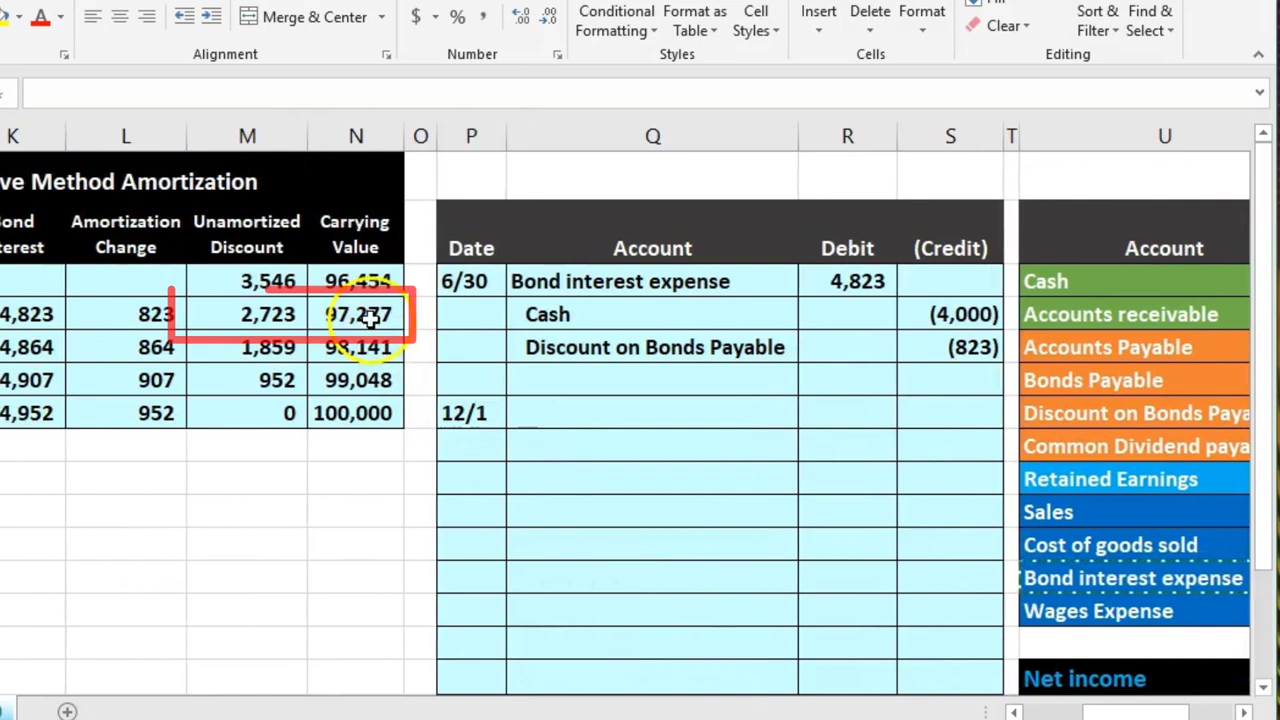 Merge & Center
$ % ,
Conditional Formatting
Format as Table
Cell Styles
Insert Delete Format
Clear
Sort & Filter
Find & Select
Alignment Number Styles Cells Editing
K L M N O P Q R S T U
ve Method Amortization
Bond Amortization Unamortized Carrying
terest Change Discount Value
Date Account Debit (Credit) Account
3,546 96,454 6/30 Bond interest expense 4,823 Cash
4,823 823 2,723 97,277 Cash (4,000) Accounts receivable
4,864 864 1,859 98,141 Discount on Bonds Payable (823) Accounts Payable
4,907 907 952 99,048 Bonds Payable
4,952 952 0 100,000 12/1 Discount on Bonds Paya
Common Dividend paya
Retained Earnings
Sales
Cost of goods sold
Bond interest expense
Wages Expense
Net income